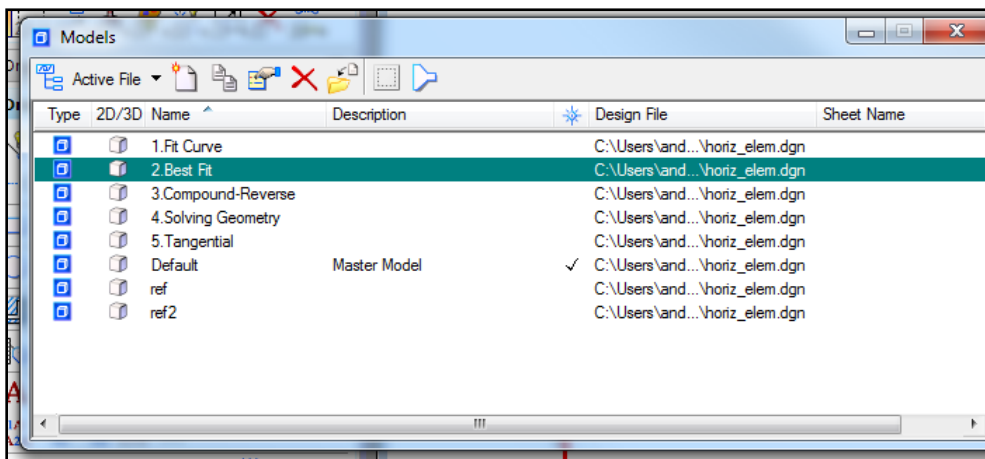 Models
Active File
Type 2D/3D Name Description Design File Sheet Name
1.Fit Curve C:\Users\and...\horiz_elem.dgn
2.Best Fit C:\Users\and...\horiz_elem.dgn
3.Compound-Reverse C:\Users\and...\horiz_elem.dgn
4.Solving Geometry C:\Users\and...\horiz_elem.dgn
5.Tangential C:\Users\and...\horiz_elem.dgn
Default Master Model ✓ C:\Users\and...\horiz_elem.dgn
ref C:\Users\and...\horiz_elem.dgn
ref2 C:\Users\and...\horiz_elem.dgn